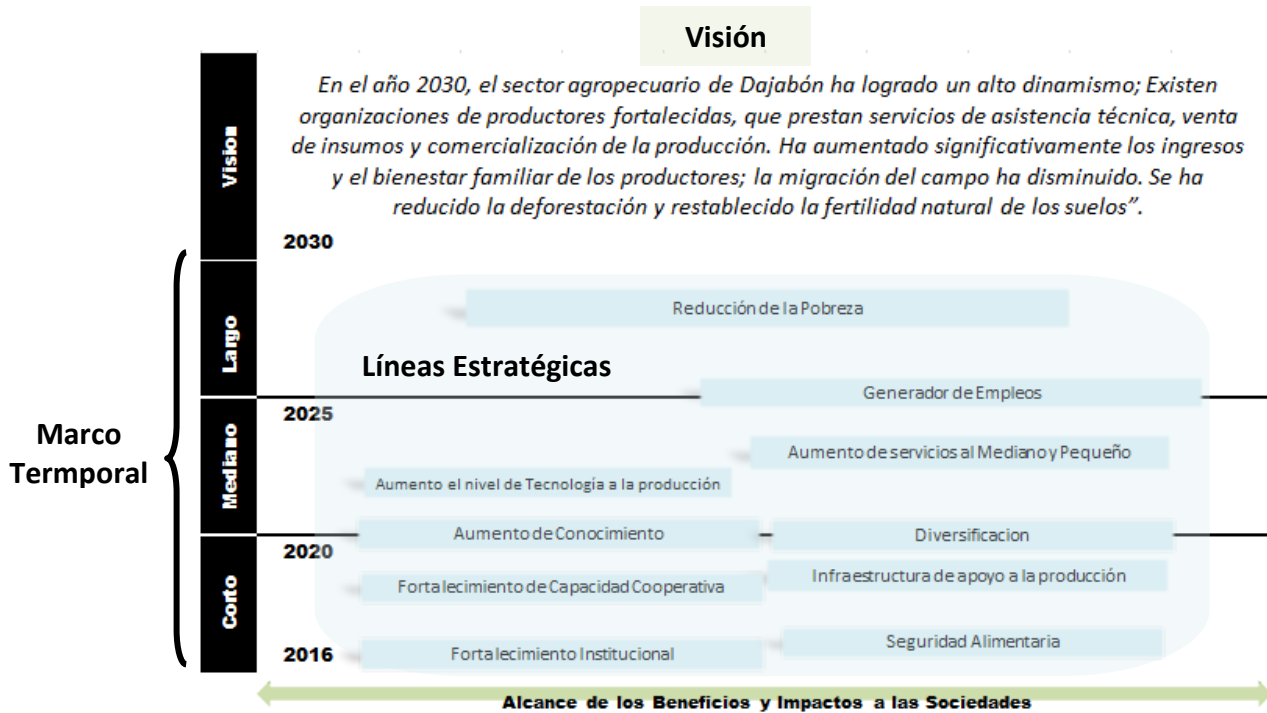 Visión
Vision
En el año 2030, el sector agropecuario de Dajabón ha logrado un alto dinamismo; Existen
organizaciones de productores fortalecidas, que prestan servicios de asistencia técnica, venta
de insumos y comercialización de la producción. Ha aumentado significativamente los ingresos
y el bienestar familiar de los productores; la migración del campo ha disminuido. Se ha
reducido la deforestación y restablecido la fertilidad natural de los suelos”.
2030
Largo
Reducción de la Pobreza
Líneas Estratégicas
Generador de Empleos
2025
Marco
Termporal
Mediano
Aumento de servicios al Mediano y Pequeño
Aumento el nivel de Tecnología a la producción
Aumento de Conocimiento
Diversificacion
2020
Corto
Infraestructura de apoyo a la producción
Fortalecimiento de Capacidad Cooperativa
Seguridad Alimentaria
2016
Fortalecimiento Institucional
Alcance de los Beneficios y Impactos a las Sociedades